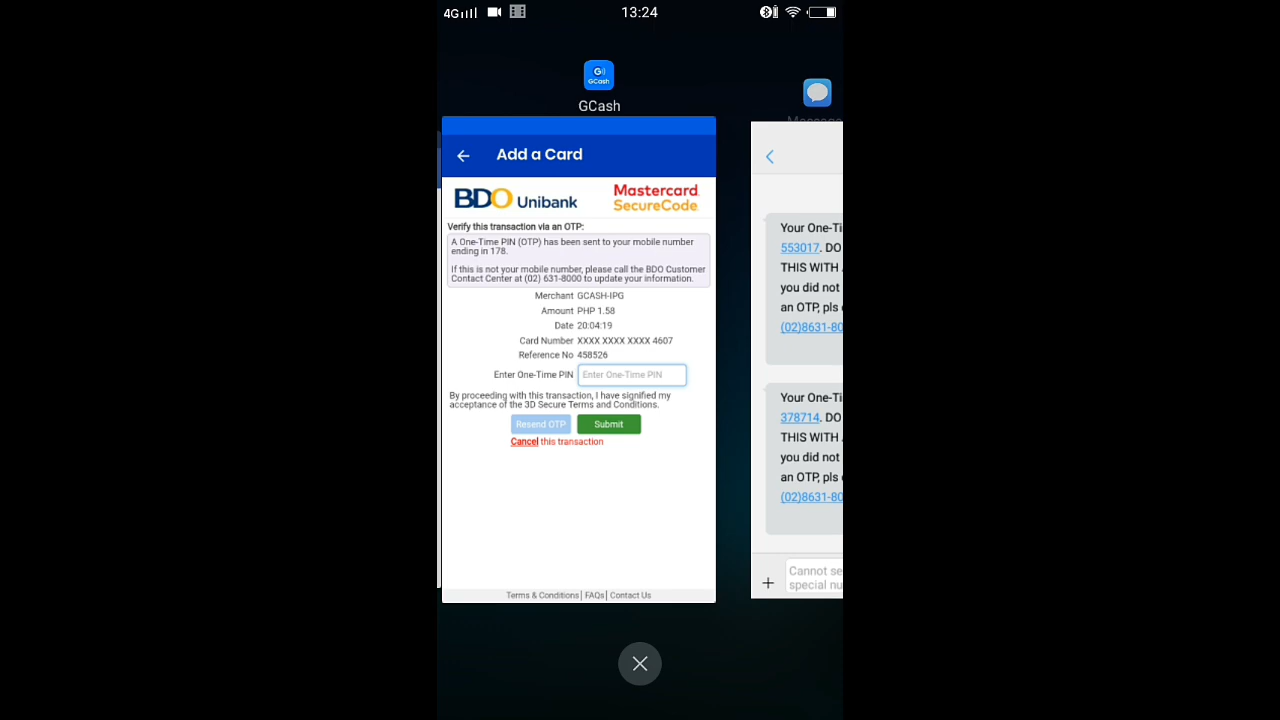 4G 13:24
G
GCash
GCash
Add a Card
BDO Unibank
Mastercard
SecureCode
Verify this transaction via an OTP:
A One-Time PIN (OTP) has been sent to your mobile number
ending in 178.
If this is not your mobile number, please call the BDO Customer
Contact Center at (02) 631-8000 to update your information.
Merchant GCASH-IPG
Amount PHP 1.58
Date 20:04:19
Card Number XXXX XXXX XXXX 4607
Reference No 458526
Enter One-Time PIN Enter One-Time PIN
By proceeding with this transaction, I have signified my
acceptance of the 3D Secure Terms and Conditions.
Resend OTP Submit
Cancel this transaction
Terms & Conditions| FAQs| Contact Us
Your One-Ti
553017. DO
THIS WITH
you did not
an OTP, pls
(02)8631-80
Your One-Ti
378714. DO
THIS WITH
you did not
an OTP, pls
(02)8631-80
Cannot se
special nu